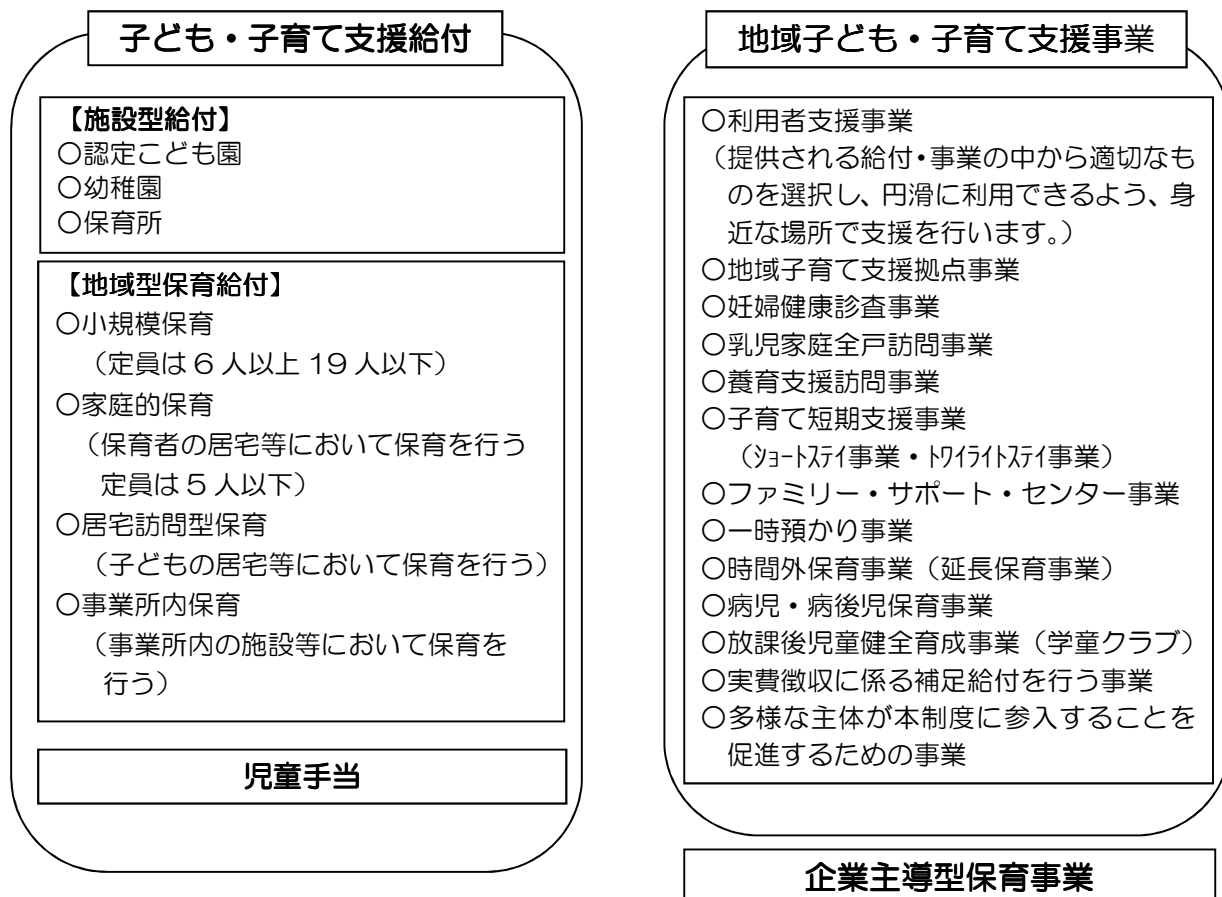 子ども・子育て支援給付
【施設型給付】
○認定こども園
○幼稚園
○保育所
【地域型保育給付】
○小規模保育
（定員は6人以上19人以下）
○家庭的保育
（保育者の居宅等において保育を行う
定員は5人以下）
○居宅訪問型保育
（子どもの居宅等において保育を行う）
○事業所内保育
（事業所内の施設等において保育を
行う）
児童手当
地域子ども・子育て支援事業
○利用者支援事業
（提供される給付・事業の中から適切なも
のを選択し、円滑に利用できるよう、身
近な場所で支援を行います。）
○地域子育て支援拠点事業
○妊婦健康診査事業
○乳児家庭全戸訪問事業
○養育支援訪問事業
○子育て短期支援事業
（ｼｮｰﾄｽﾃｲ事業・ﾄﾜｲﾗｲﾄｽﾃｲ事業）
○ファミリー・サポート・センター事業
○一時預かり事業
○時間外保育事業（延長保育事業）
○病児・病後児保育事業
○放課後児童健全育成事業（学童クラブ）
○実費徴収に係る補足給付を行う事業
○多様な主体が本制度に参入することを
促進するための事業
企業主導型保育事業